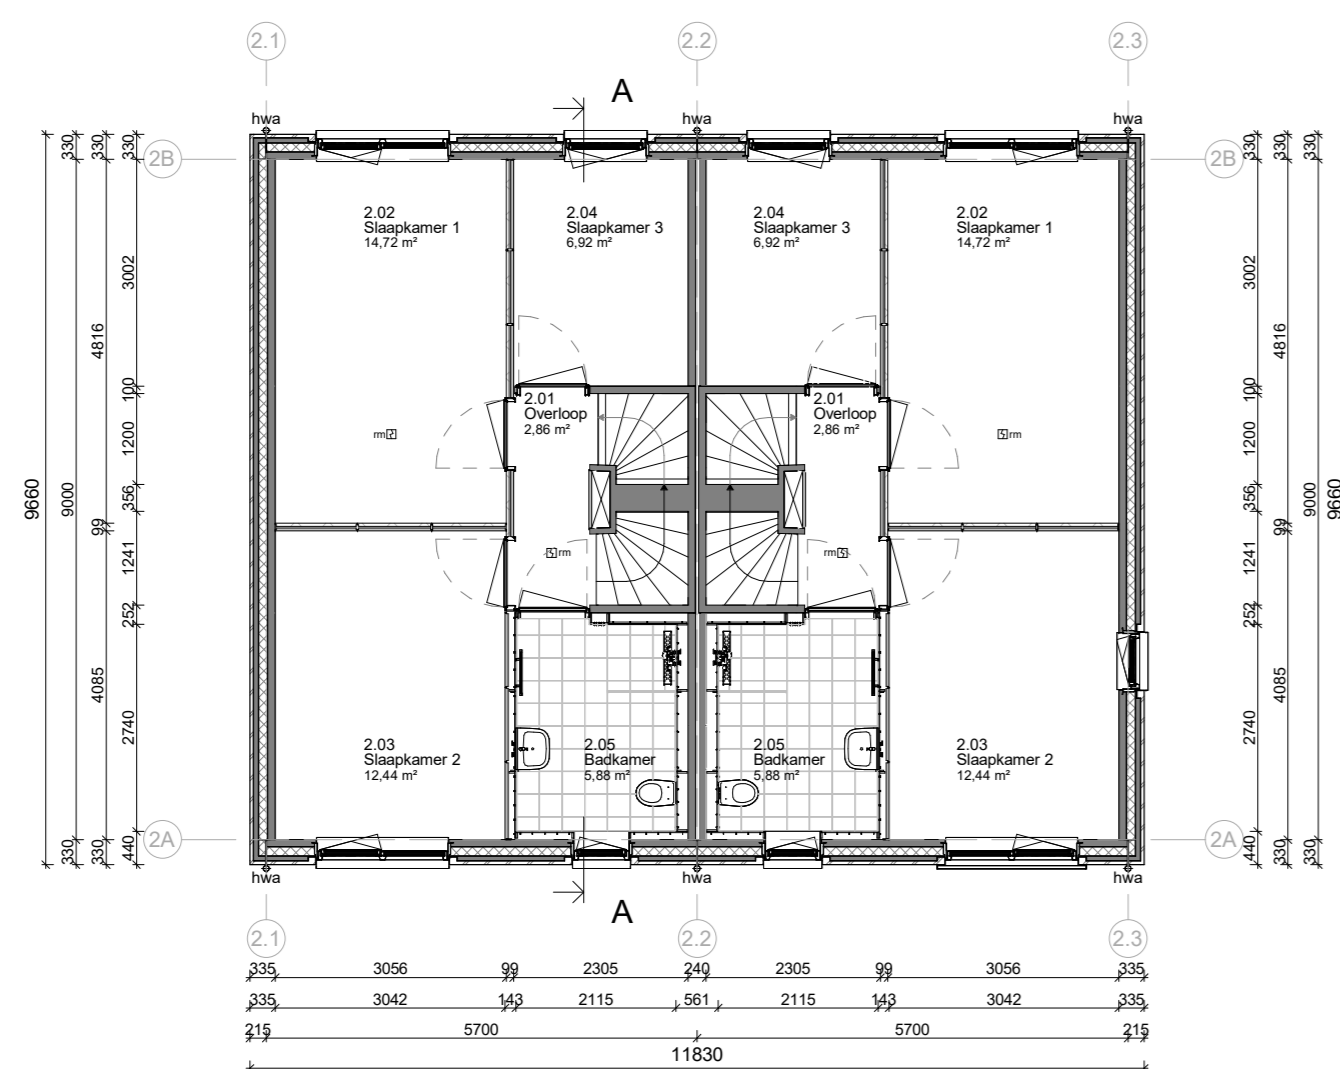 2.1
2.2
2.3
A
hwa
hwa
hwa
2B
2B
2.02
Slaapkamer 1
14,72 m²
2.04
Slaapkamer 3
6,92 m²
2.04
Slaapkamer 3
6,92 m²
2.02
Slaapkamer 1
14,72 m²
2.01
Overloop
2,86 m²
2.01
Overloop
2,86 m²
rm
rm
rm
rm
2.03
Slaapkamer 2
12,44 m²
2.05
Badkamer
5,88 m²
2.05
Badkamer
5,88 m²
2.03
Slaapkamer 2
12,44 m²
2A
2A
hwa
hwa
hwa
A
2.1
2.2
2.3
9660
330
9000
330
330
4816
99
4085
330
330
3002
100
1200
356
1241
252
2740
440
330
3002
100
1200
356
1241
252
2740
440
330
4816
99
4085
330
330
9000
330
9660
335 3056 99 2305 240 2305 99 3056 335
335 3042 143 2115 561 2115 143 3042 335
215 5700 5700 215
11830